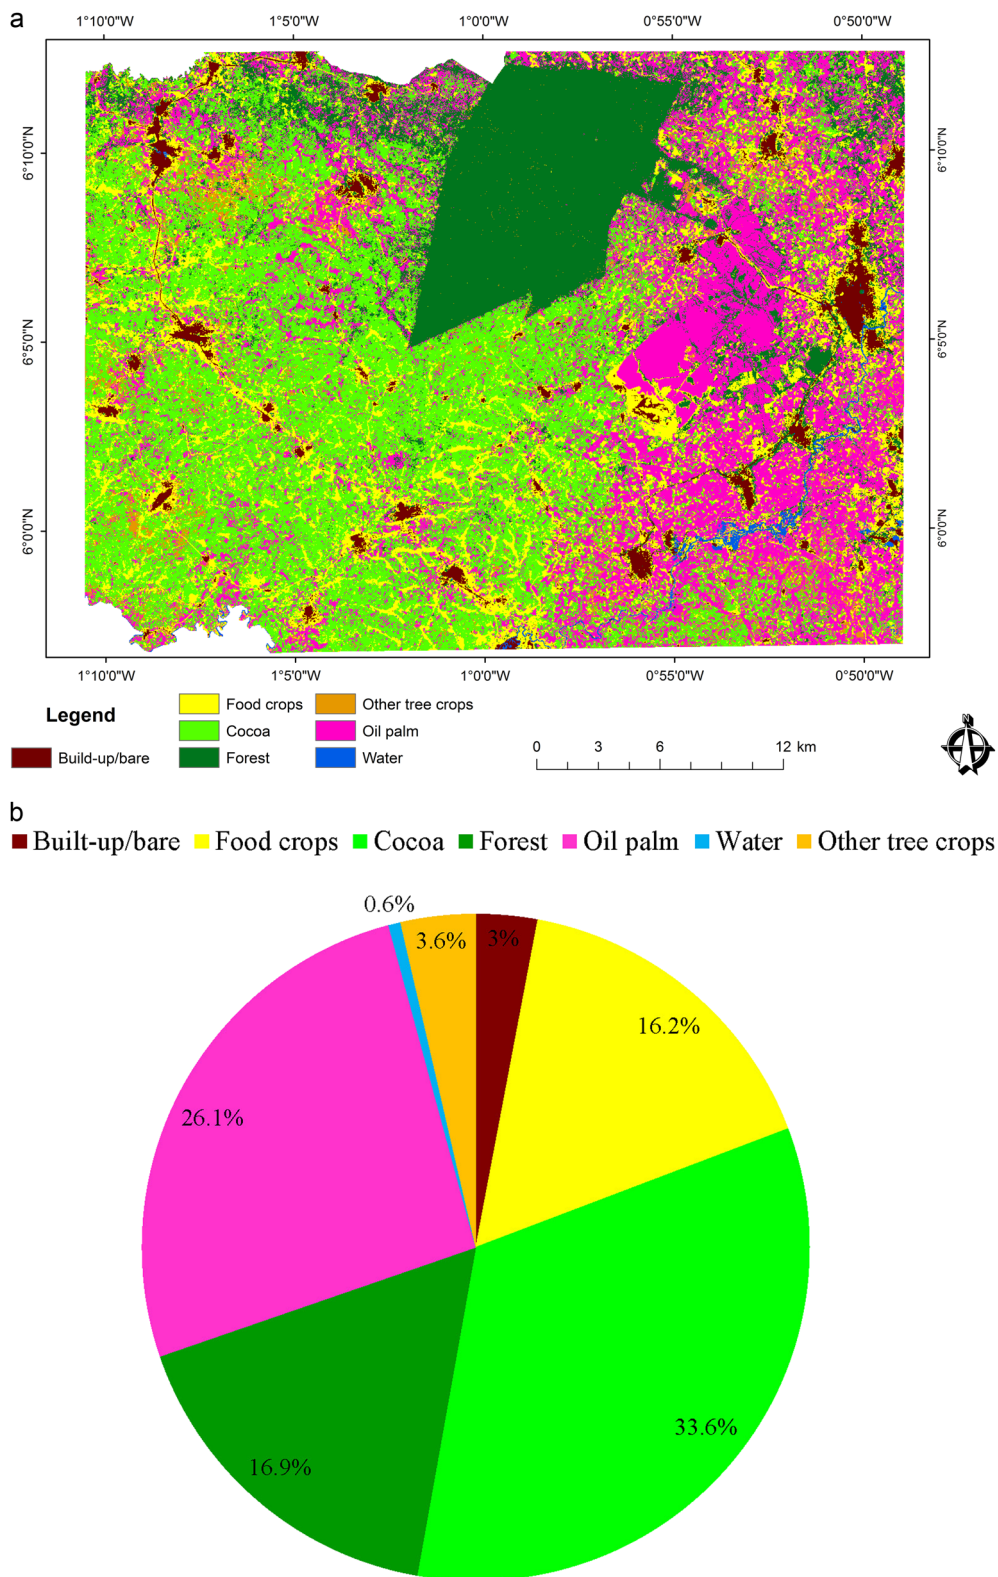 a
1°10'0"W 1°5'0"W 1°0'0"W 0°55'0"W 0°50'0"W
6°10'0"N 6°10'0"N
6°5'0"N 6°5'0"N
6°0'0"N 6°0'0"N
1°10'0"W 1°5'0"W 1°0'0"W 0°55'0"W 0°50'0"W
Legend
Build-up/bare
Food crops
Cocoa
Forest
Other tree crops
Oil palm
Water
0 3 6 12 km
N
b
Built-up/bare Food crops Cocoa Forest Oil palm Water Other tree crops
0.6%
3.6% 3%
16.2%
26.1%
33.6%
16.9%